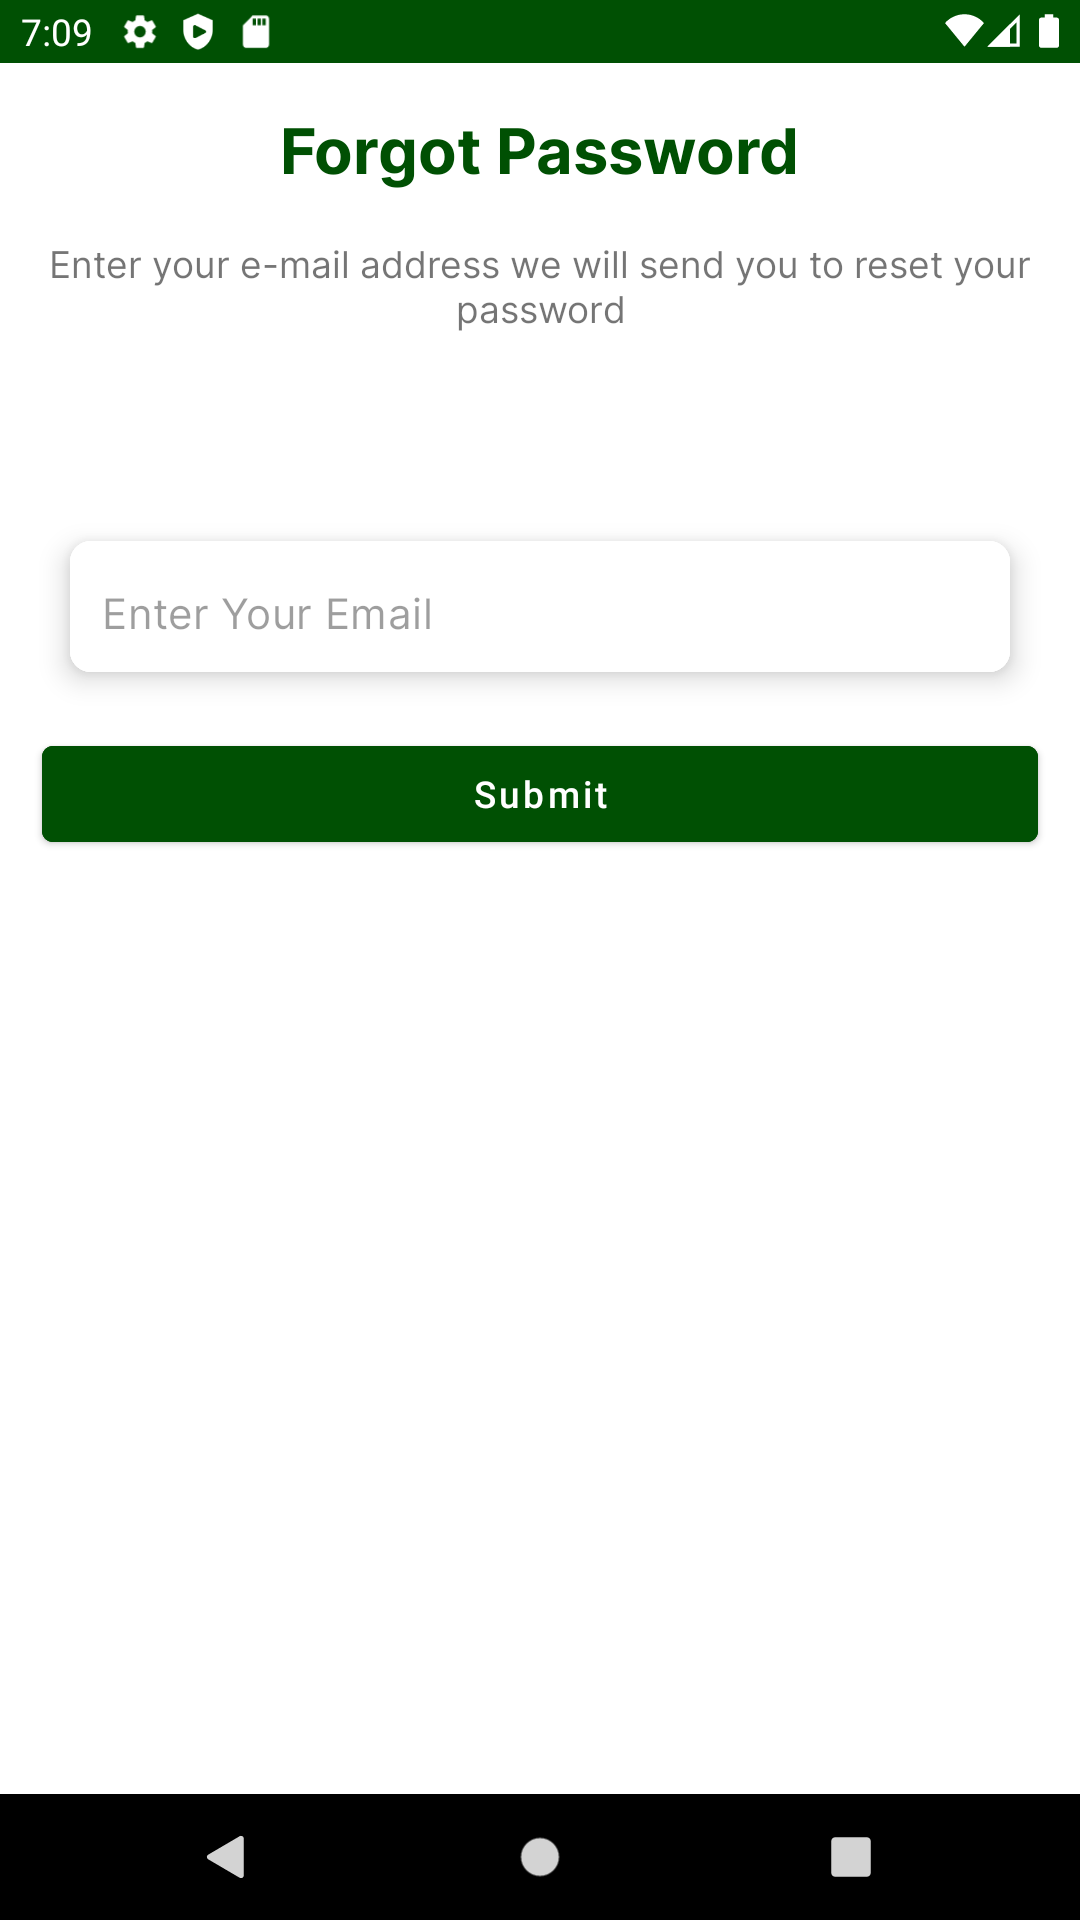 7:09
Forgot Password
Enter your e-mail address we will send you to reset your
password
Enter Your Email
Submit